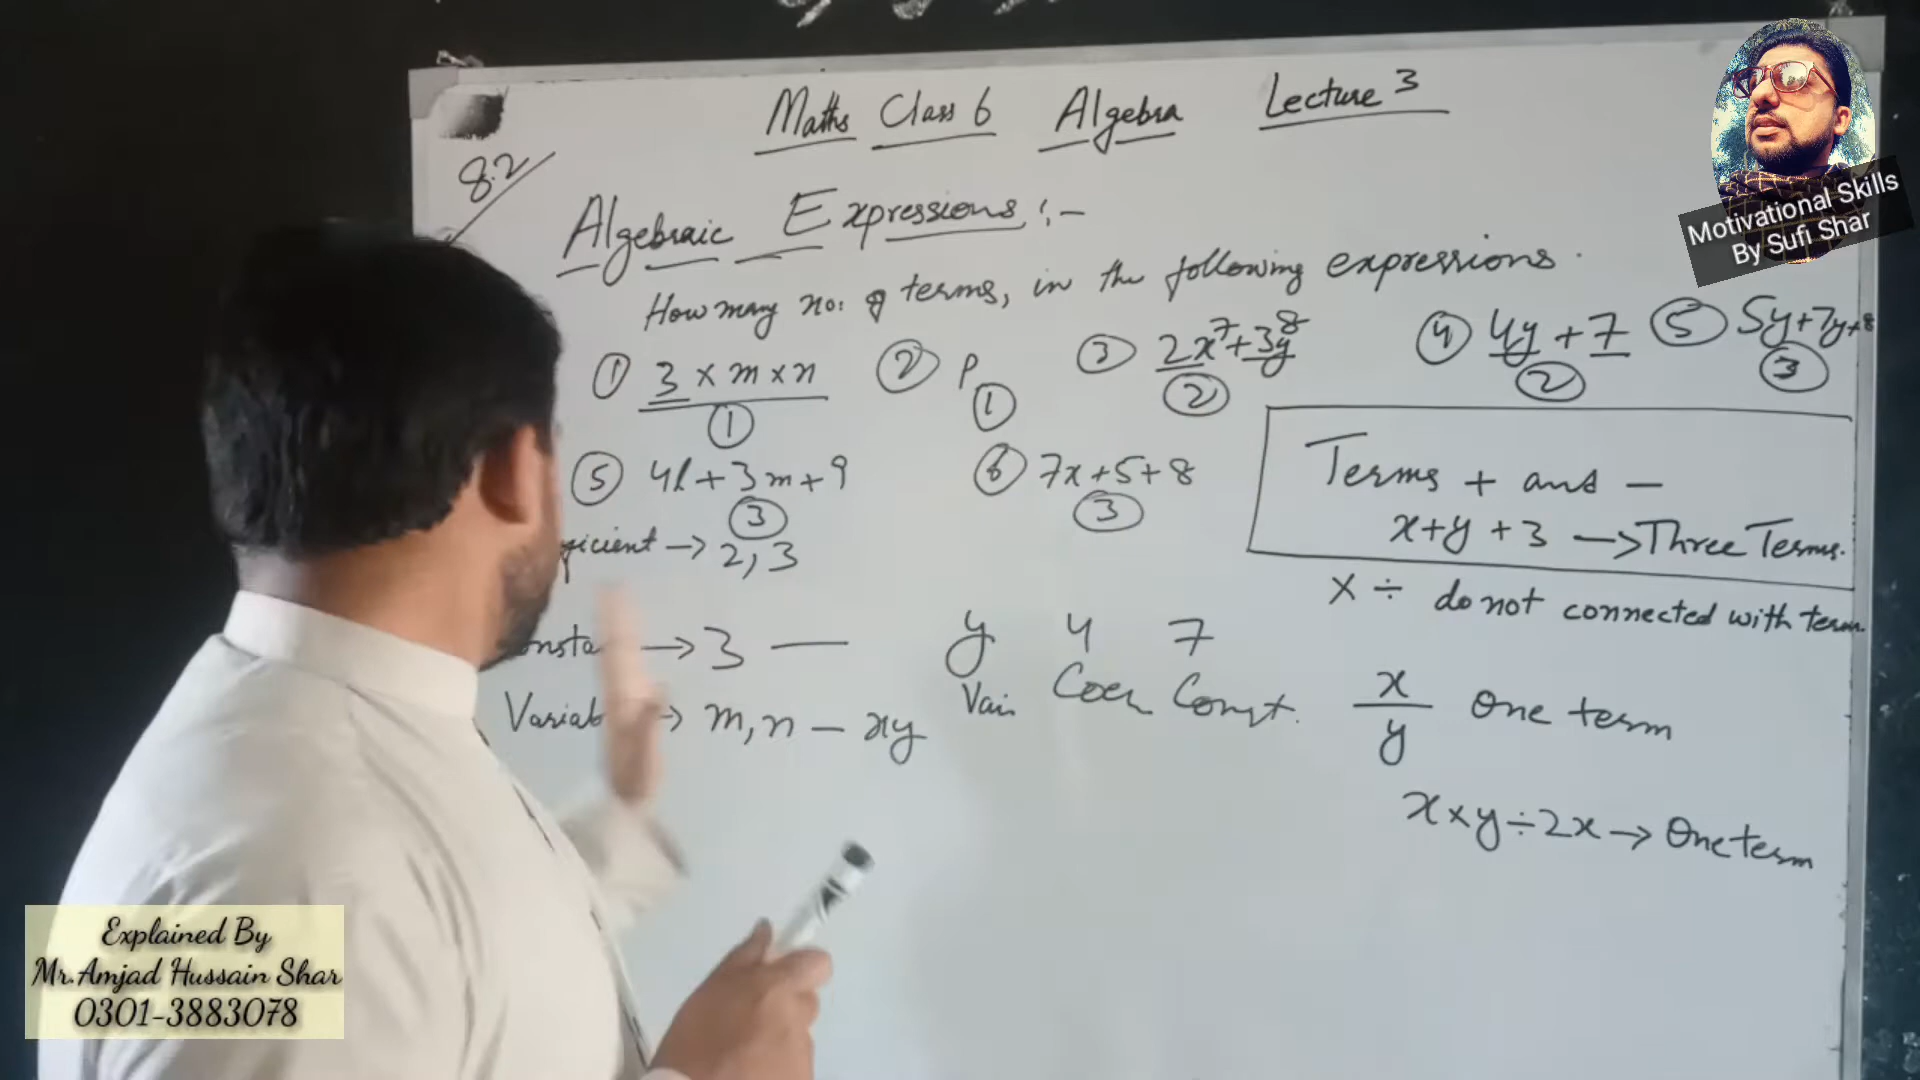 Maths Class 6 Algebra Lecture 3
8.2
Algebraic Expressions :-
How many no: of terms, in the following expressions.
① 3 × m × n ② P ③ 2x⁷+3y⁸ ④ 4y + 7 ⑤ 5y+7y+8
① ① ② ② ③
⑤ 4l + 3m + 9 ⑥ 7x + 5 + 8
③ ③
Terms + and −
x+y + 3 → Three Terms.
ficient → 2, 3
× ÷ do not connected with term.
onsta → 3 — y 4 7
Variab → m, n − xy Vai Coeff Const.
x/y One term
x×y÷2x → One term
Motivational Skills
By Sufi Shar
Explained By
Mr.Amjad Hussain Shar
0301-3883078